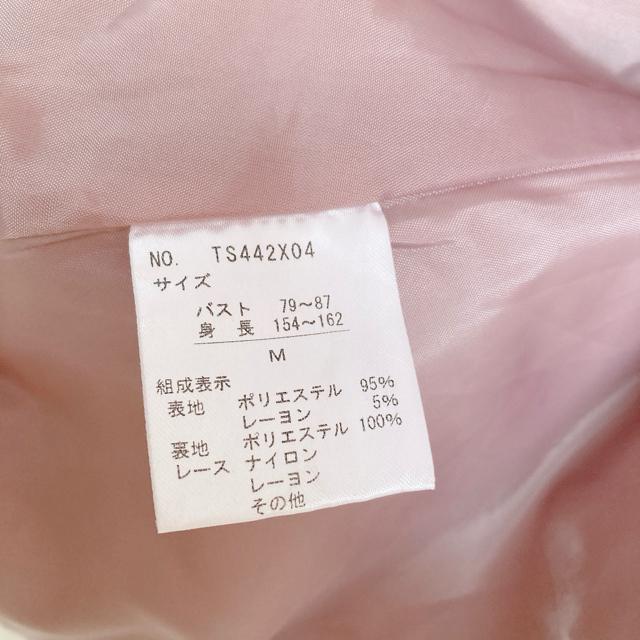 NO. TS442X04
サイズ
バスト 79～87
身長 154～162
M
組成表示
表地 ポリエステル 95%
レーヨン 5%
裏地 ポリエステル 100%
レース ナイロン
レーヨン
その他